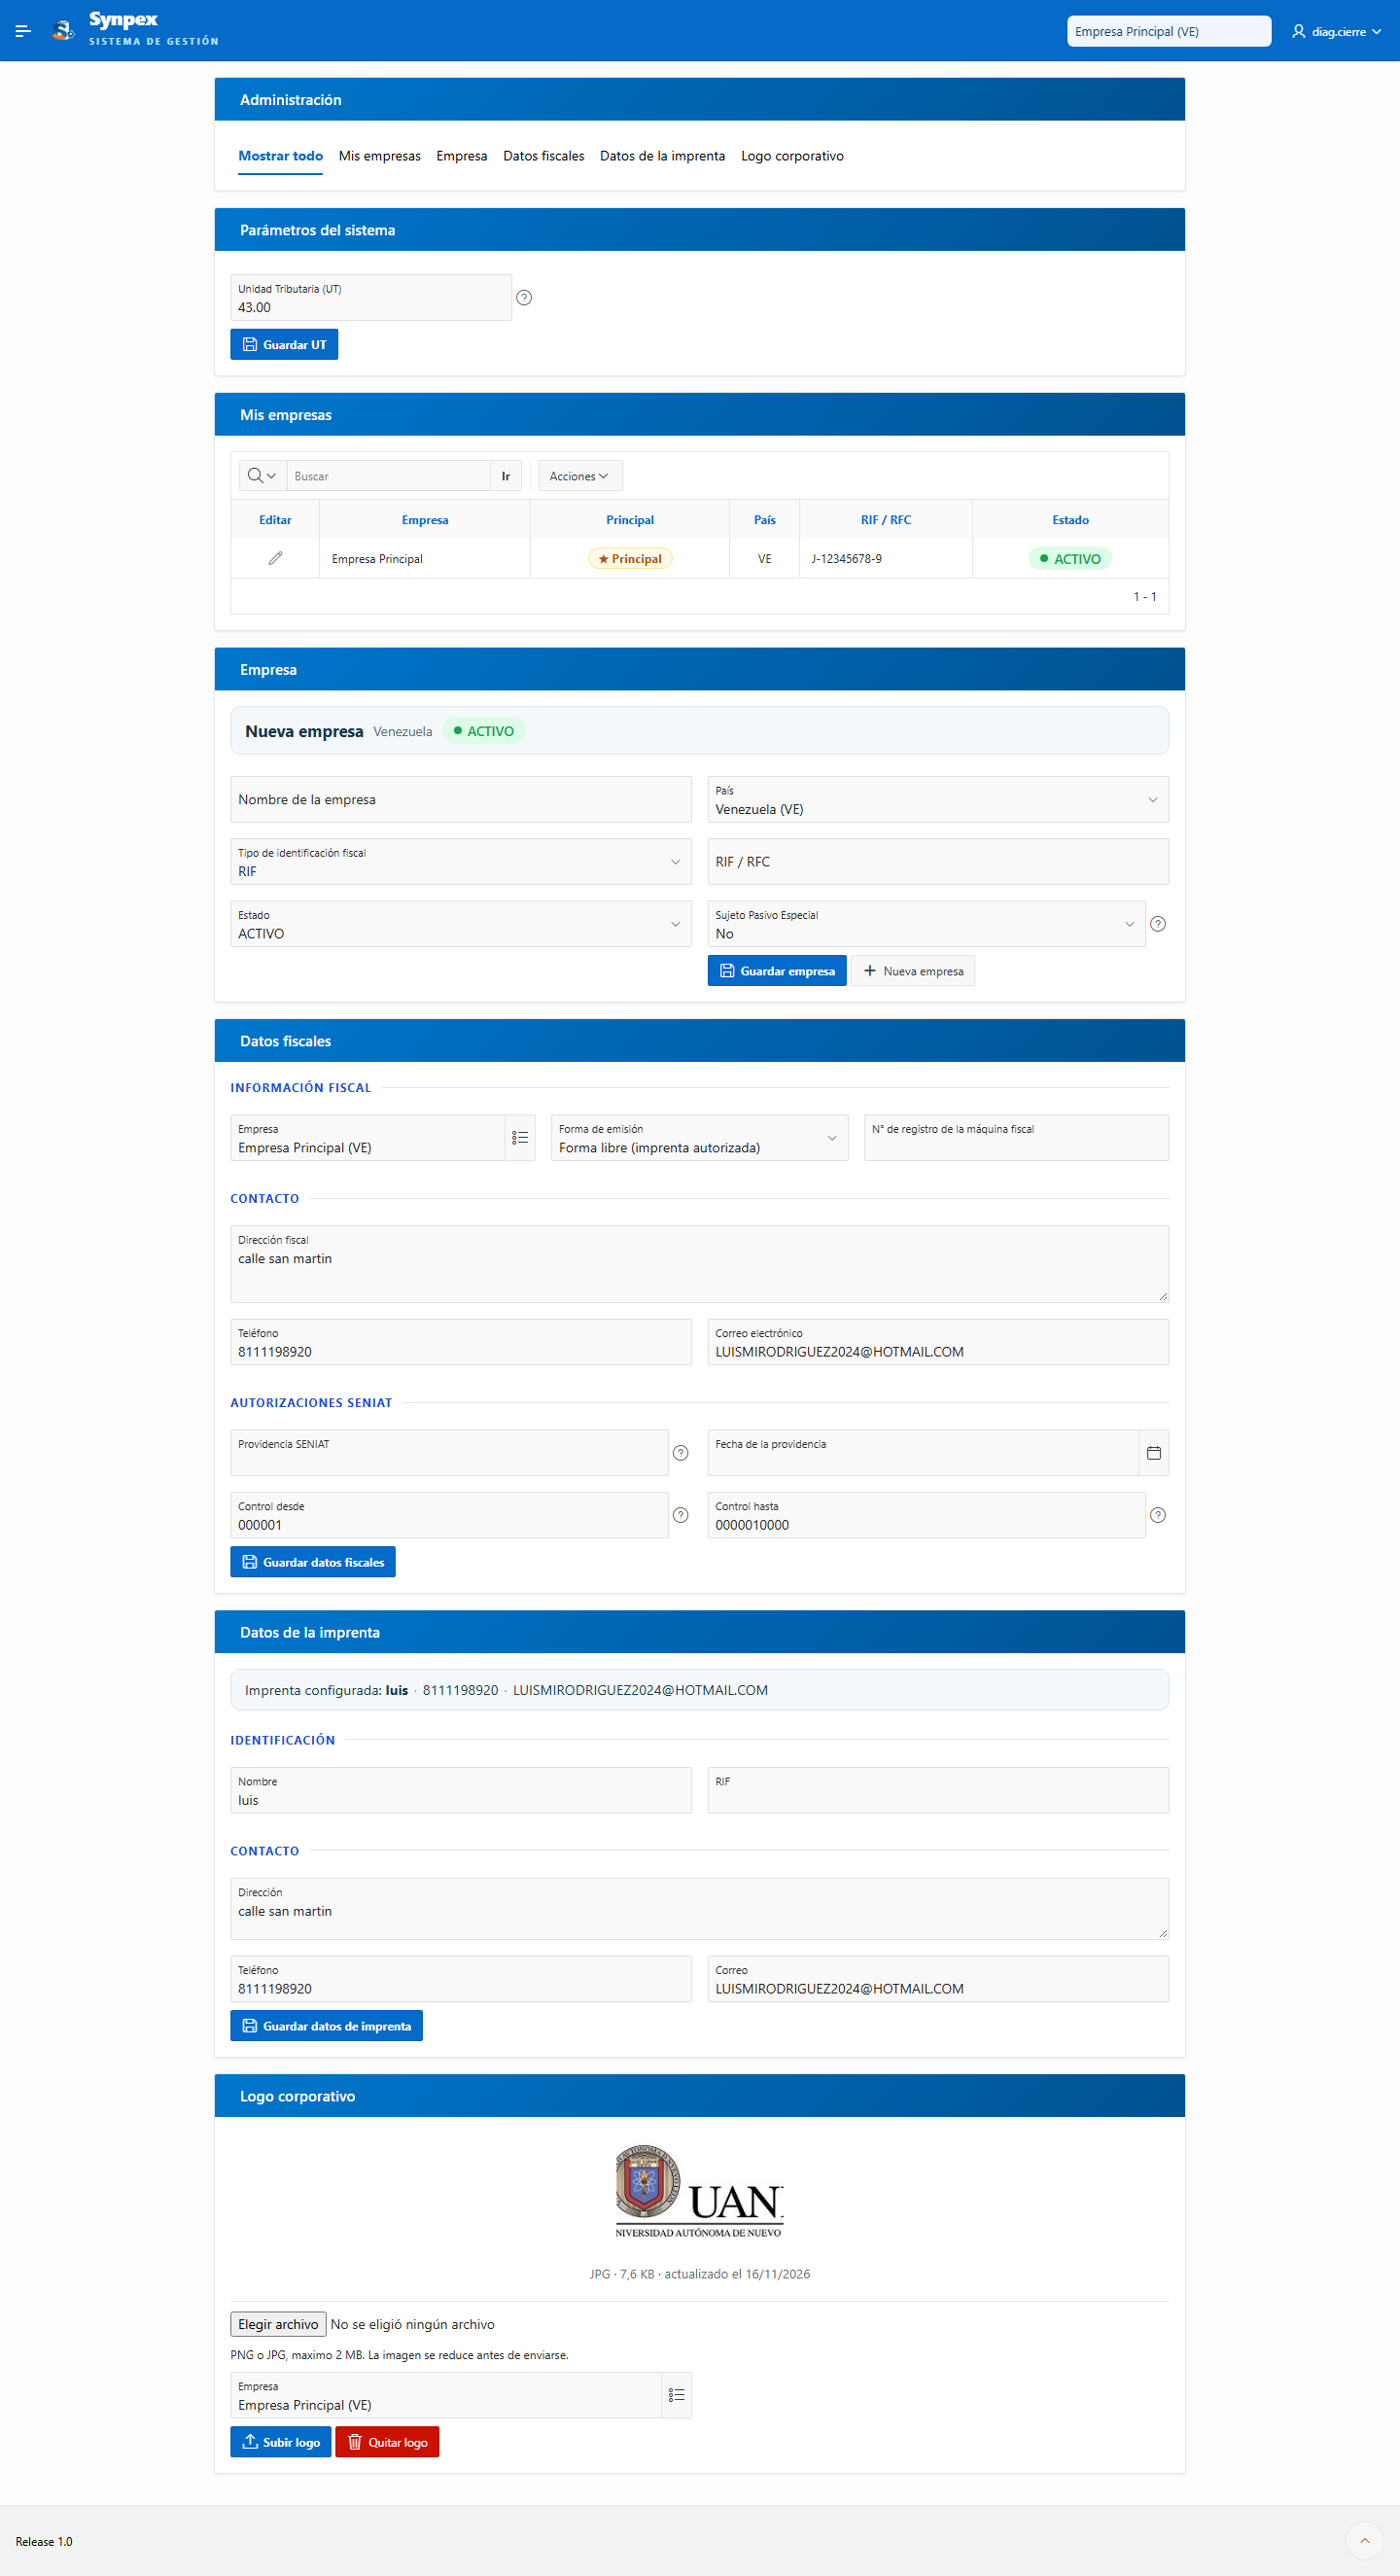 Synpex
SISTEMA DE GESTIÓN
Empresa Principal (VE)
diag.cierre
Administración
Mostrar todo Mis empresas Empresa Datos fiscales Datos de la imprenta Logo corporativo
Parámetros del sistema
Unidad Tributaria (UT)
43.00
Guardar UT
Mis empresas
Buscar Ir Acciones
Editar Empresa Principal País RIF / RFC Estado
Empresa Principal ★ Principal VE J-12345678-9 ACTIVO
1 - 1
Empresa
Nueva empresa Venezuela ACTIVO
Nombre de la empresa
País
Venezuela (VE)
Tipo de identificación fiscal
RIF
RIF / RFC
Estado
ACTIVO
Sujeto Pasivo Especial
No
Guardar empresa Nueva empresa
Datos fiscales
INFORMACIÓN FISCAL
Empresa
Empresa Principal (VE)
Forma de emisión
Forma libre (imprenta autorizada)
N° de registro de la máquina fiscal
CONTACTO
Dirección fiscal
calle san martin
Teléfono
8111198920
Correo electrónico
LUISMIRODRIGUEZ2024@HOTMAIL.COM
AUTORIZACIONES SENIAT
Providencia SENIAT
Fecha de la providencia
Control desde
000001
Control hasta
0000010000
Guardar datos fiscales
Datos de la imprenta
Imprenta configurada: luis · 8111198920 · LUISMIRODRIGUEZ2024@HOTMAIL.COM
IDENTIFICACIÓN
Nombre
luis
RIF
CONTACTO
Dirección
calle san martin
Teléfono
8111198920
Correo
LUISMIRODRIGUEZ2024@HOTMAIL.COM
Guardar datos de imprenta
Logo corporativo
UAN
NIVERSIDAD AUTÓNOMA DE NUEVO
JPG · 7,6 KB · actualizado el 16/11/2026
Elegir archivo No se eligió ningún archivo
PNG o JPG, maximo 2 MB. La imagen se reduce antes de enviarse.
Empresa
Empresa Principal (VE)
Subir logo Quitar logo
Release 1.0